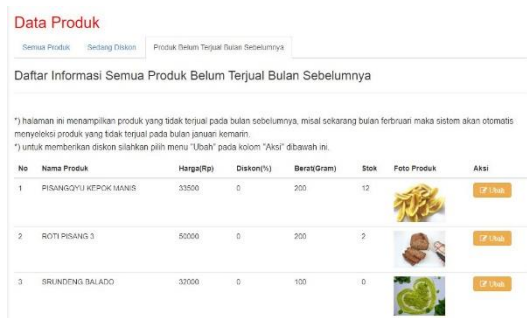 Data Produk
Semua Produk Sedang Diskon Produk Belum Terjual Bulan Sebelumnya
Daftar Informasi Semua Produk Belum Terjual Bulan Sebelumnya
*) halaman ini menampilkan produk yang tidak terjual pada bulan sebelumnya, misal sekarang bulan ferbruari maka sistem akan otomatis
menyeleksi produk yang tidak terjual pada bulan januari kemarin.
*) untuk memberikan diskon silahkan pilih menu "Ubah" pada kolom "Aksi" dibawah ini.
No Nama Produk Harga(Rp) Diskon(%) Berat(Gram) Stok Foto Produk Aksi
1 PISANGQYU KEPOK MANIS 33500 0 200 12 Ubah
2 ROTI PISANG 3 50000 0 200 2 Ubah
3 SRUNDENG BALADO 32000 0 100 0 Ubah